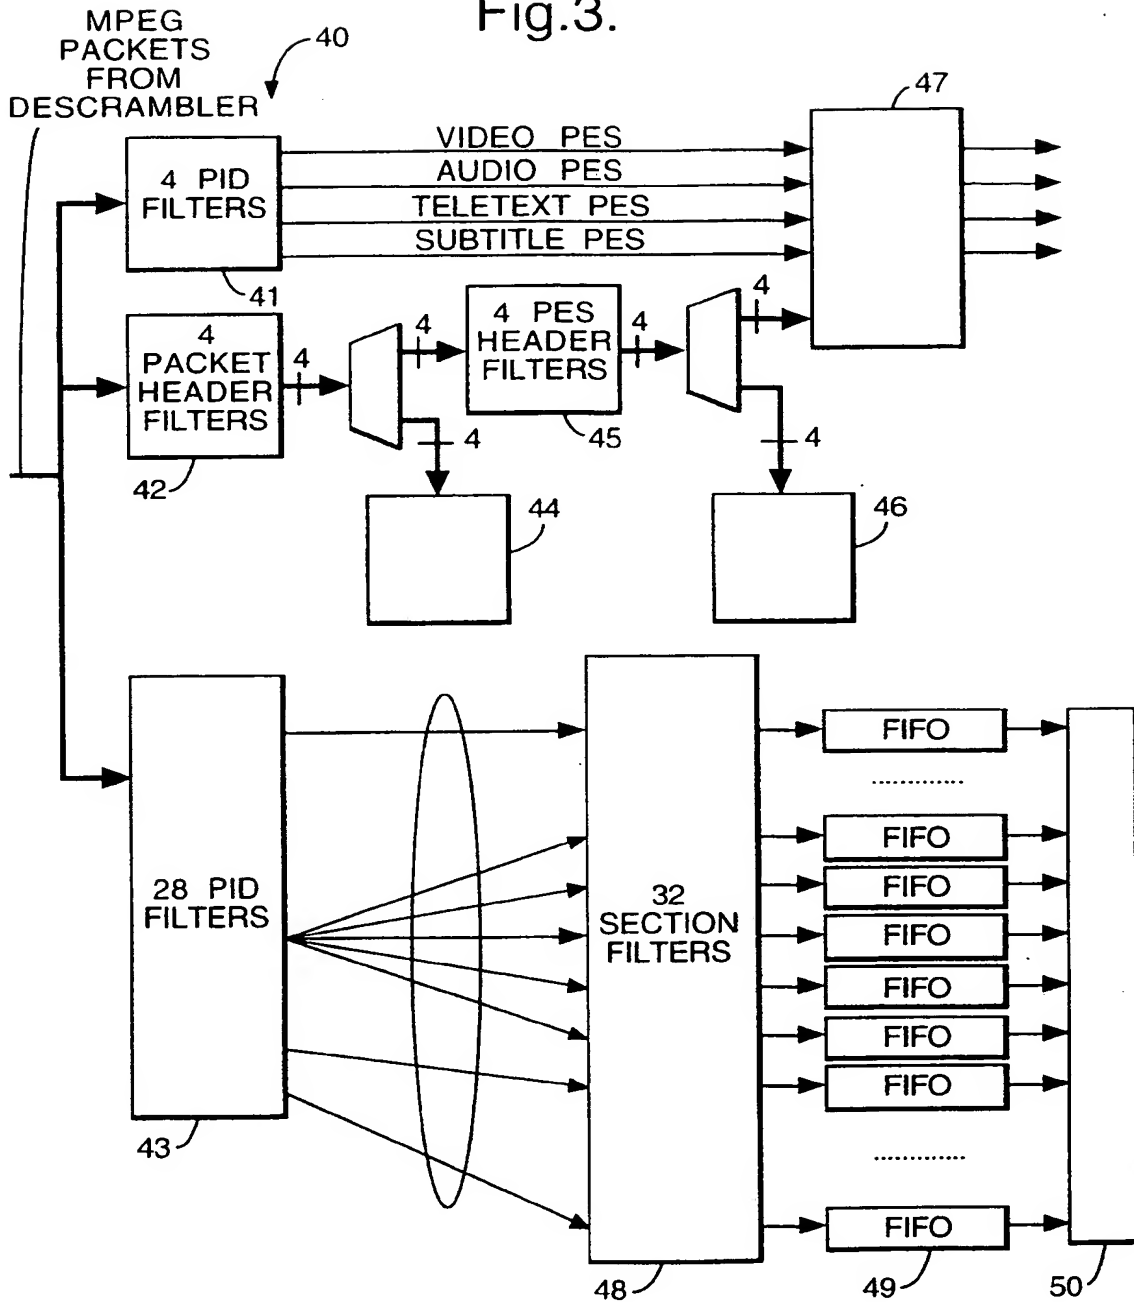 Fig.3.
MPEG
PACKETS
FROM
DESCRAMBLER
40
47
4 PID
FILTERS
VIDEO PES
AUDIO PES
TELETEXT PES
SUBTITLE PES
41
4
PACKET
HEADER
FILTERS
4
4
4 PES
HEADER
FILTERS
4
4
42
4
45
4
44
46
28 PID
FILTERS
32
SECTION
FILTERS
FIFO
FIFO
FIFO
FIFO
FIFO
FIFO
FIFO
FIFO
43
48
49
50